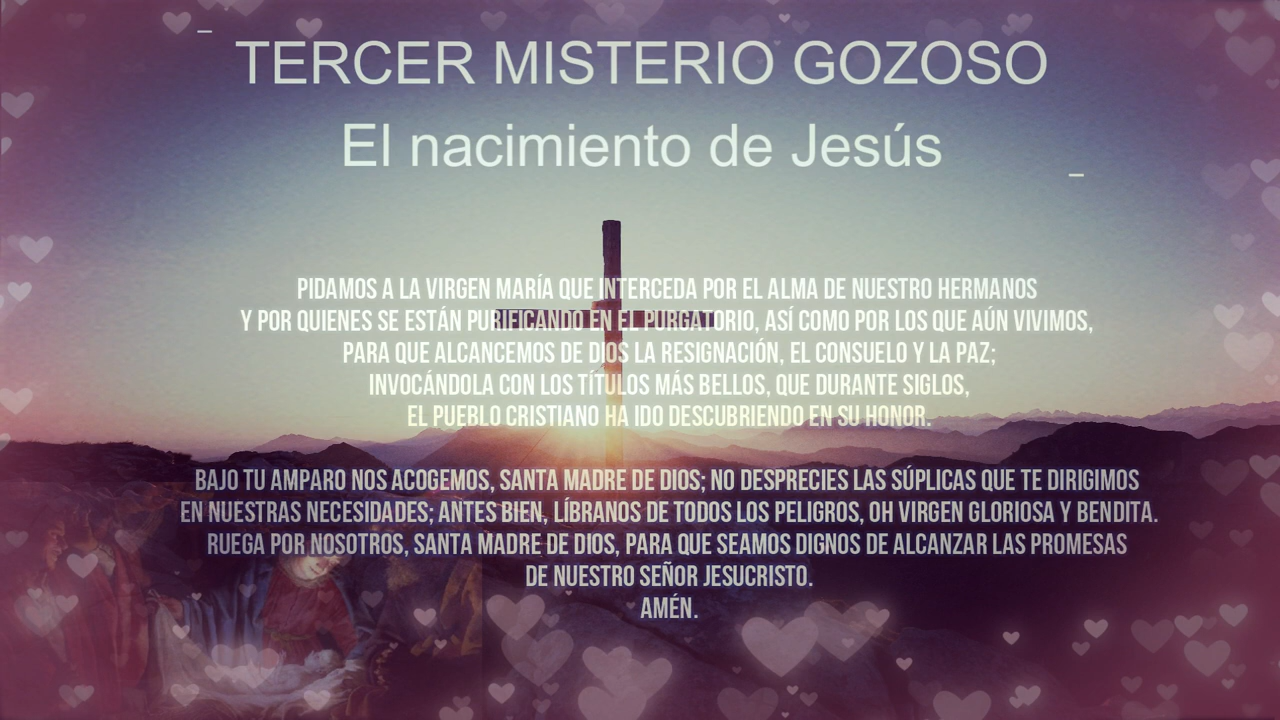 TERCER MISTERIO GOZOSO
El nacimiento de Jesús
PIDAMOS A LA VIRGEN MARÍA QUE INTERCEDA POR EL ALMA DE NUESTRO HERMANOS
Y POR QUIENES SE ESTÁN PURIFICANDO EN EL PURGATORIO, ASÍ COMO POR LOS QUE AÚN VIVIMOS,
PARA QUE ALCANCEMOS DE DIOS LA RESIGNACIÓN, EL CONSUELO Y LA PAZ;
INVOCÁNDOLA CON LOS TÍTULOS MÁS BELLOS, QUE DURANTE SIGLOS,
EL PUEBLO CRISTIANO HA IDO DESCUBRIENDO EN SU HONOR.
BAJO TU AMPARO NOS ACOGEMOS, SANTA MADRE DE DIOS; NO DESPRECIES LAS SÚPLICAS QUE TE DIRIGIMOS
EN NUESTRAS NECESIDADES; ANTES BIEN, LÍBRANOS DE TODOS LOS PELIGROS, OH VIRGEN GLORIOSA Y BENDITA.
RUEGA POR NOSOTROS, SANTA MADRE DE DIOS, PARA QUE SEAMOS DIGNOS DE ALCANZAR LAS PROMESAS
DE NUESTRO SEÑOR JESUCRISTO.
AMÉN.